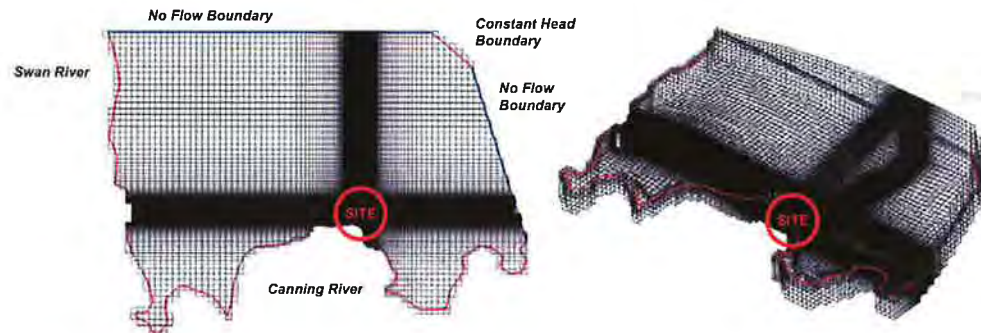 No Flow Boundary
Constant Head
Boundary
Swan River
No Flow
Boundary
SITE
SITE
Canning River